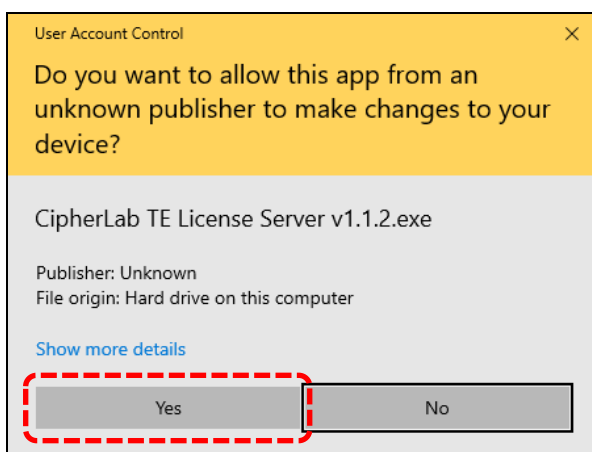 User Account Control
Do you want to allow this app from an
unknown publisher to make changes to your
device?
CipherLab TE License Server v1.1.2.exe
Publisher: Unknown
File origin: Hard drive on this computer
Show more details
Yes
No